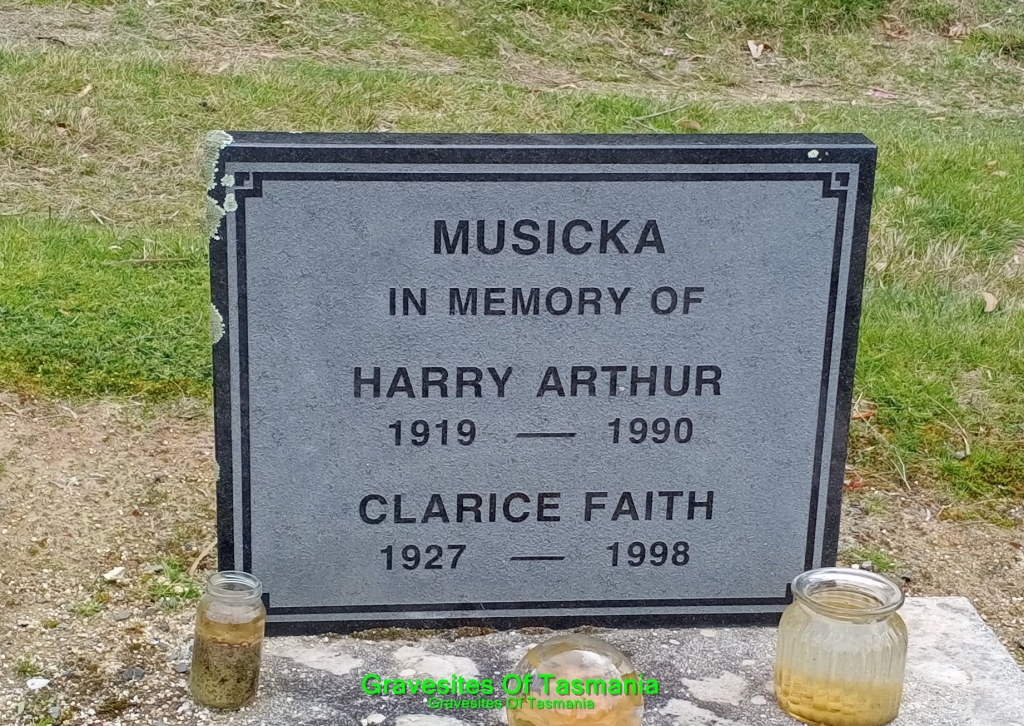 MUSICKA
IN MEMORY OF
HARRY ARTHUR
1919 — 1990
CLARICE FAITH
1927 — 1998
Gravesites Of Tasmania
Gravesites Of Tasmania